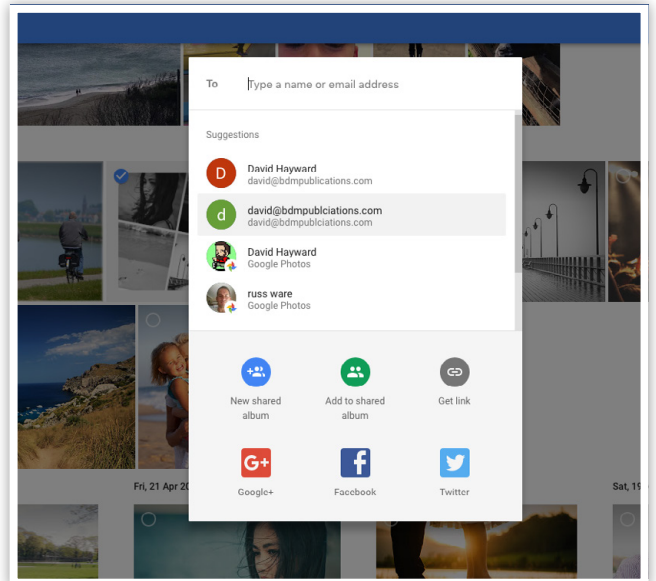 To Type a name or email address
Suggestions
D
David Hayward
david@bdmpublications.com
d
david@bdmpublciations.com
david@bdmpublciations.com
David Hayward
Google Photos
russ ware
Google Photos
New shared
album
Add to shared
album
Get link
G+
f
Google+
Facebook
Twitter
Fri, 21 Apr 20
Sat, 19